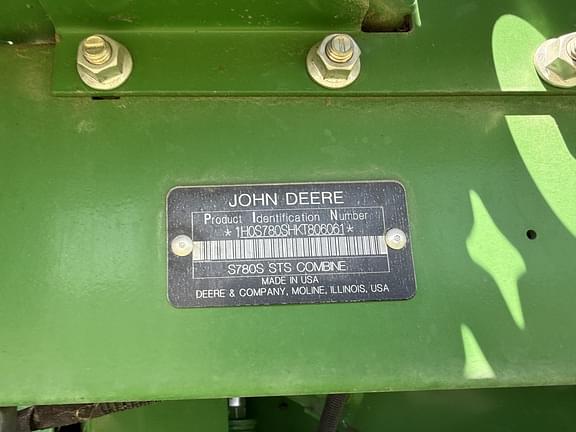 JOHN DEERE
Product Identification Number
*1H0S780SHKT806061*
S780S STS COMBINE
MADE IN USA
DEERE & COMPANY, MOLINE, ILLINOIS, USA